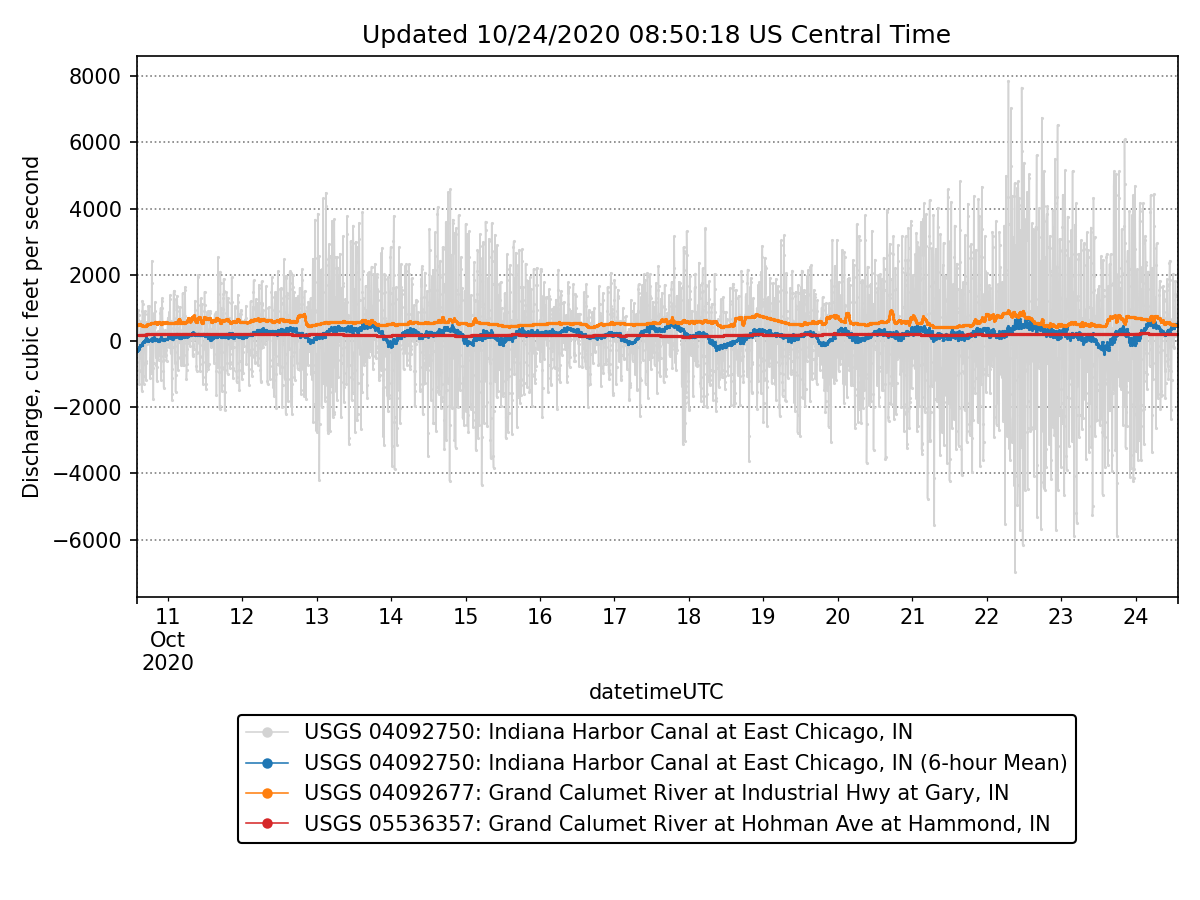 Updated 10/24/2020 08:50:18 US Central Time
Discharge, cubic feet per second
8000
6000
4000
2000
0
−2000
−4000
−6000
11 12 13 14 15 16 17 18 19 20 21 22 23 24
Oct
2020
datetimeUTC
USGS 04092750: Indiana Harbor Canal at East Chicago, IN
USGS 04092750: Indiana Harbor Canal at East Chicago, IN (6-hour Mean)
USGS 04092677: Grand Calumet River at Industrial Hwy at Gary, IN
USGS 05536357: Grand Calumet River at Hohman Ave at Hammond, IN